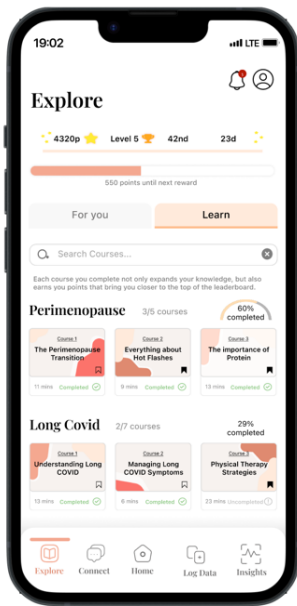 19:02
LTE
Explore
4320p Level 5 42nd 23d
550 points until next reward
For you Learn
Search Courses...
Each course you complete not only expands your knowledge, but also
earns you points that bring you closer to the top of the leaderboard.
Perimenopause 3/5 courses 60%
completed
Course 1
The Perimenopause
Transition
11 mins Completed
Course 2
Everything about
Hot Flashes
9 mins Completed
Course 3
The importance of
Protein
13 mins Completed
Long Covid 2/7 courses 29%
completed
Course 1
Understanding Long
COVID
13 mins Completed
Course 2
Managing Long
COVID Symptoms
6 mins Completed
Course 3
Physical Therapy
Strategies
23 mins Uncompleted
Explore Connect Home Log Data Insights